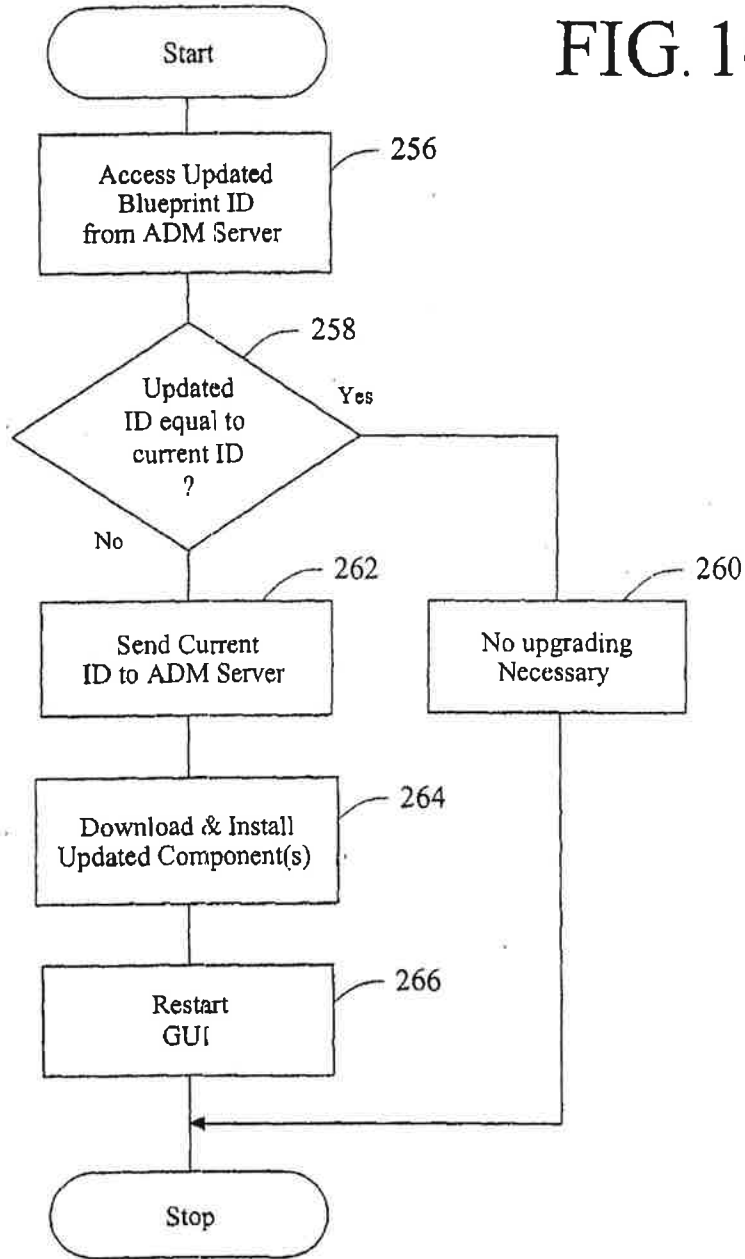 FIG. 1
Start
256
Access Updated
Blueprint ID
from ADM Server
258
Updated
ID equal to
current ID
?
Yes
No
262
Send Current
ID to ADM Server
260
No upgrading
Necessary
264
Download & Install
Updated Component(s)
266
Restart
GUI
Stop